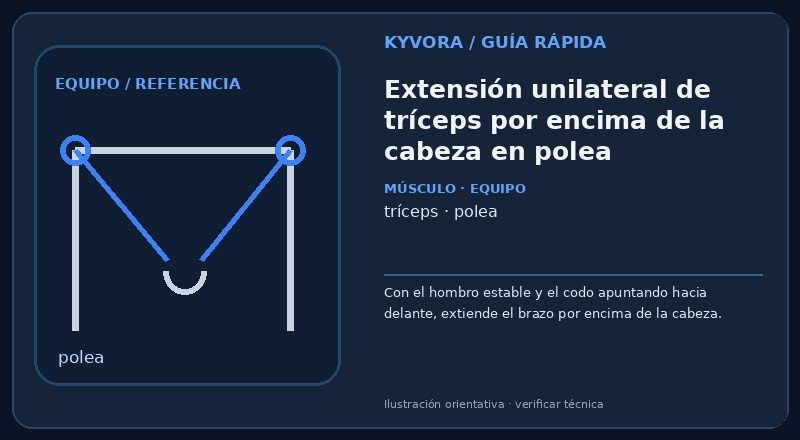 EQUIPO / REFERENCIA
polea
KYVORA / GUÍA RÁPIDA
Extensión unilateral de
tríceps por encima de la
cabeza en polea
MÚSCULO · EQUIPO
tríceps · polea
Con el hombro estable y el codo apuntando hacia
delante, extiende el brazo por encima de la cabeza.
Ilustración orientativa · verificar técnica